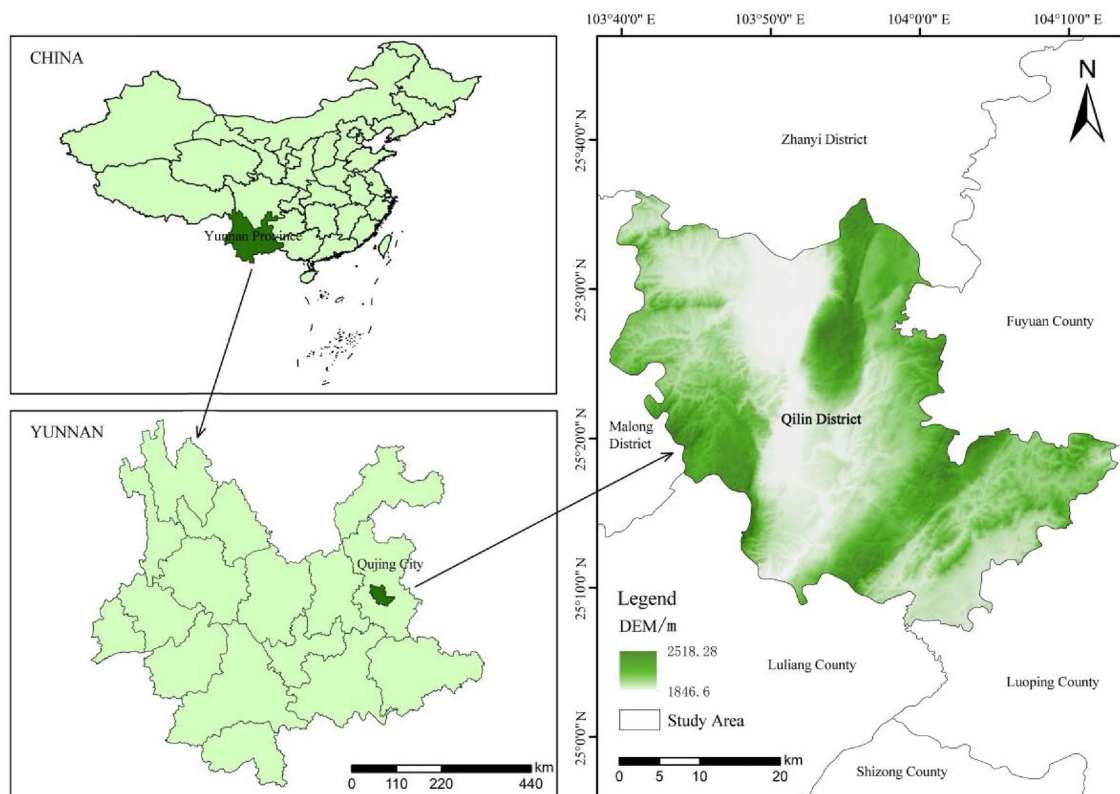 CHINA
Yunnan Province
YUNNAN
Qujing City
km
0 110 220 440
103°40'0" E 103°50'0" E 104°0'0" E 104°10'0" E
N
25°40'0" N
25°30'0" N
25°20'0" N
25°10'0" N
25°0'0" N
Zhanyi District
Fuyuan County
Malong
District
Qilin District
Luliang County
Luoping County
Shizong County
Legend
DEM/m
2518.28
1846.6
Study Area
km
0 5 10 20